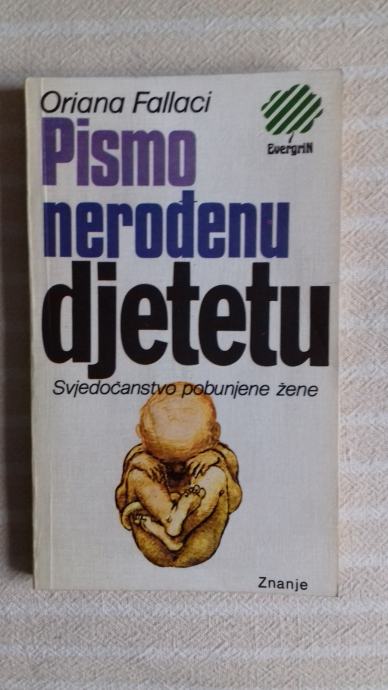 Oriana Fallaci
EvergriN
Pismo
nerođenu
djetetu
Svjedočanstvo pobunjene žene
Znanje